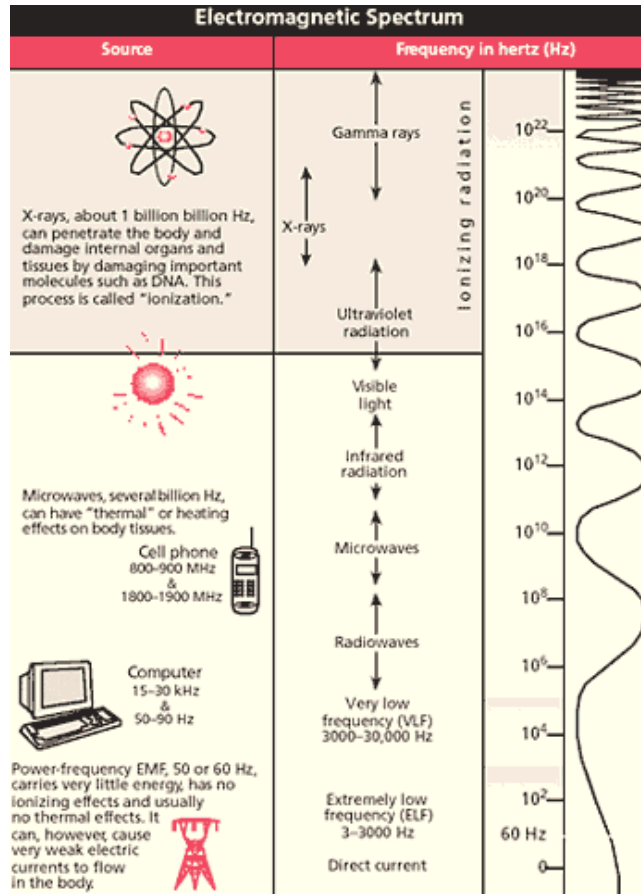 Electromagnetic Spectrum
Source
Frequency in hertz (Hz)
X-rays, about 1 billion billion Hz,
can penetrate the body and
damage internal organs and
tissues by damaging important
molecules such as DNA. This
process is called "ionization."
Microwaves, several billion Hz,
can have "thermal" or heating
effects on body tissues.
Cell phone
800–900 MHz
&
1800–1900 MHz
Computer
15–30 kHz
&
50–90 Hz
Power-frequency EMF, 50 or 60 Hz,
carries very little energy, has no
ionizing effects and usually
no thermal effects. It
can, however, cause
very weak electric
currents to flow
in the body.
Gamma rays
X-rays
Ultraviolet
radiation
Visible
light
Infrared
radiation
Microwaves
Radiowaves
Very low
frequency (VLF)
3000–30,000 Hz
Extremely low
frequency (ELF)
3–3000 Hz
Direct current
Ionizing radiation
10²²
10²⁰
10¹⁸
10¹⁶
10¹⁴
10¹²
10¹⁰
10⁸
10⁶
10⁴
10²
60 Hz
0